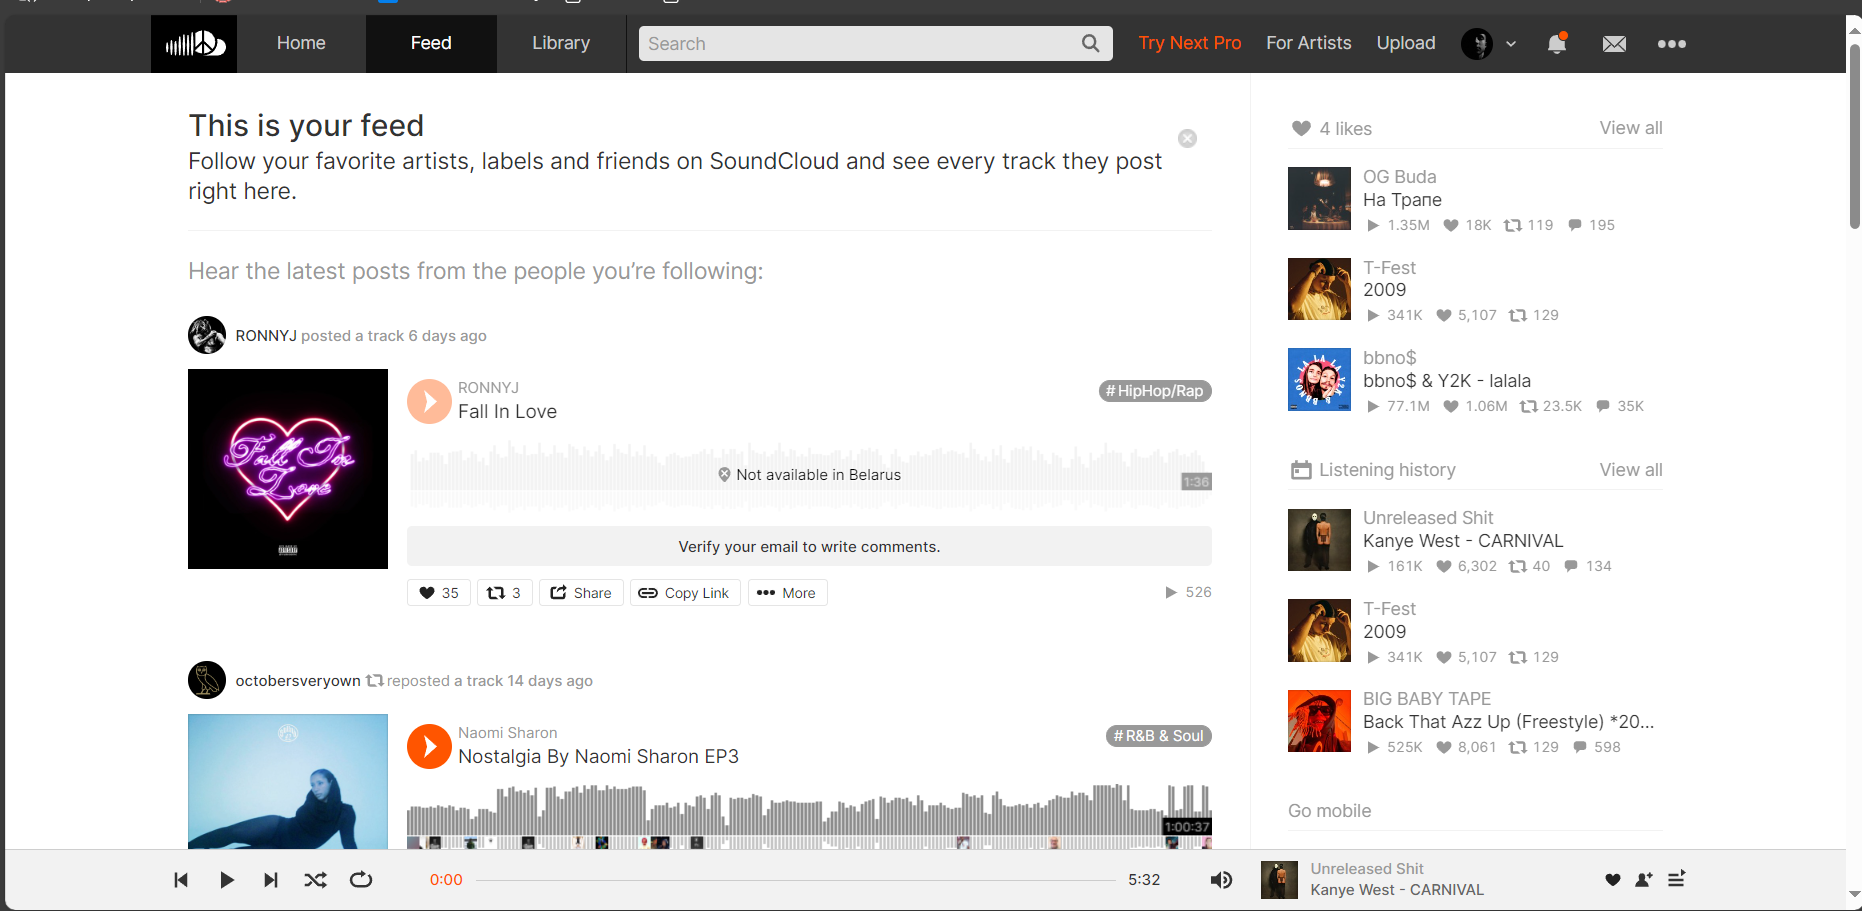 Home
Feed
Library
Search
Try Next Pro
For Artists
Upload
This is your feed
Follow your favorite artists, labels and friends on SoundCloud and see every track they post
right here.
Hear the latest posts from the people you’re following:
RONNYJ posted a track 6 days ago
Fall In
Love
RONNYJ
Fall In Love
#HipHop/Rap
Not available in Belarus
1:36
Verify your email to write comments.
35
3
Share
Copy Link
More
526
octobersveryown reposted a track 14 days ago
Naomi Sharon
Nostalgia By Naomi Sharon EP3
#R&B & Soul
1:00:37
4 likes
View all
OG Buda
На Трапе
1.35M 18K 119 195
T-Fest
2009
341K 5,107 129
bbno$
bbno$ & Y2K - lalala
77.1M 1.06M 23.5K 35K
Listening history
View all
Unreleased Shit
Kanye West - CARNIVAL
161K 6,302 40 134
T-Fest
2009
341K 5,107 129
BIG BABY TAPE
Back That Azz Up (Freestyle) *20...
525K 8,061 129 598
Go mobile
0:00
5:32
Unreleased Shit
Kanye West - CARNIVAL